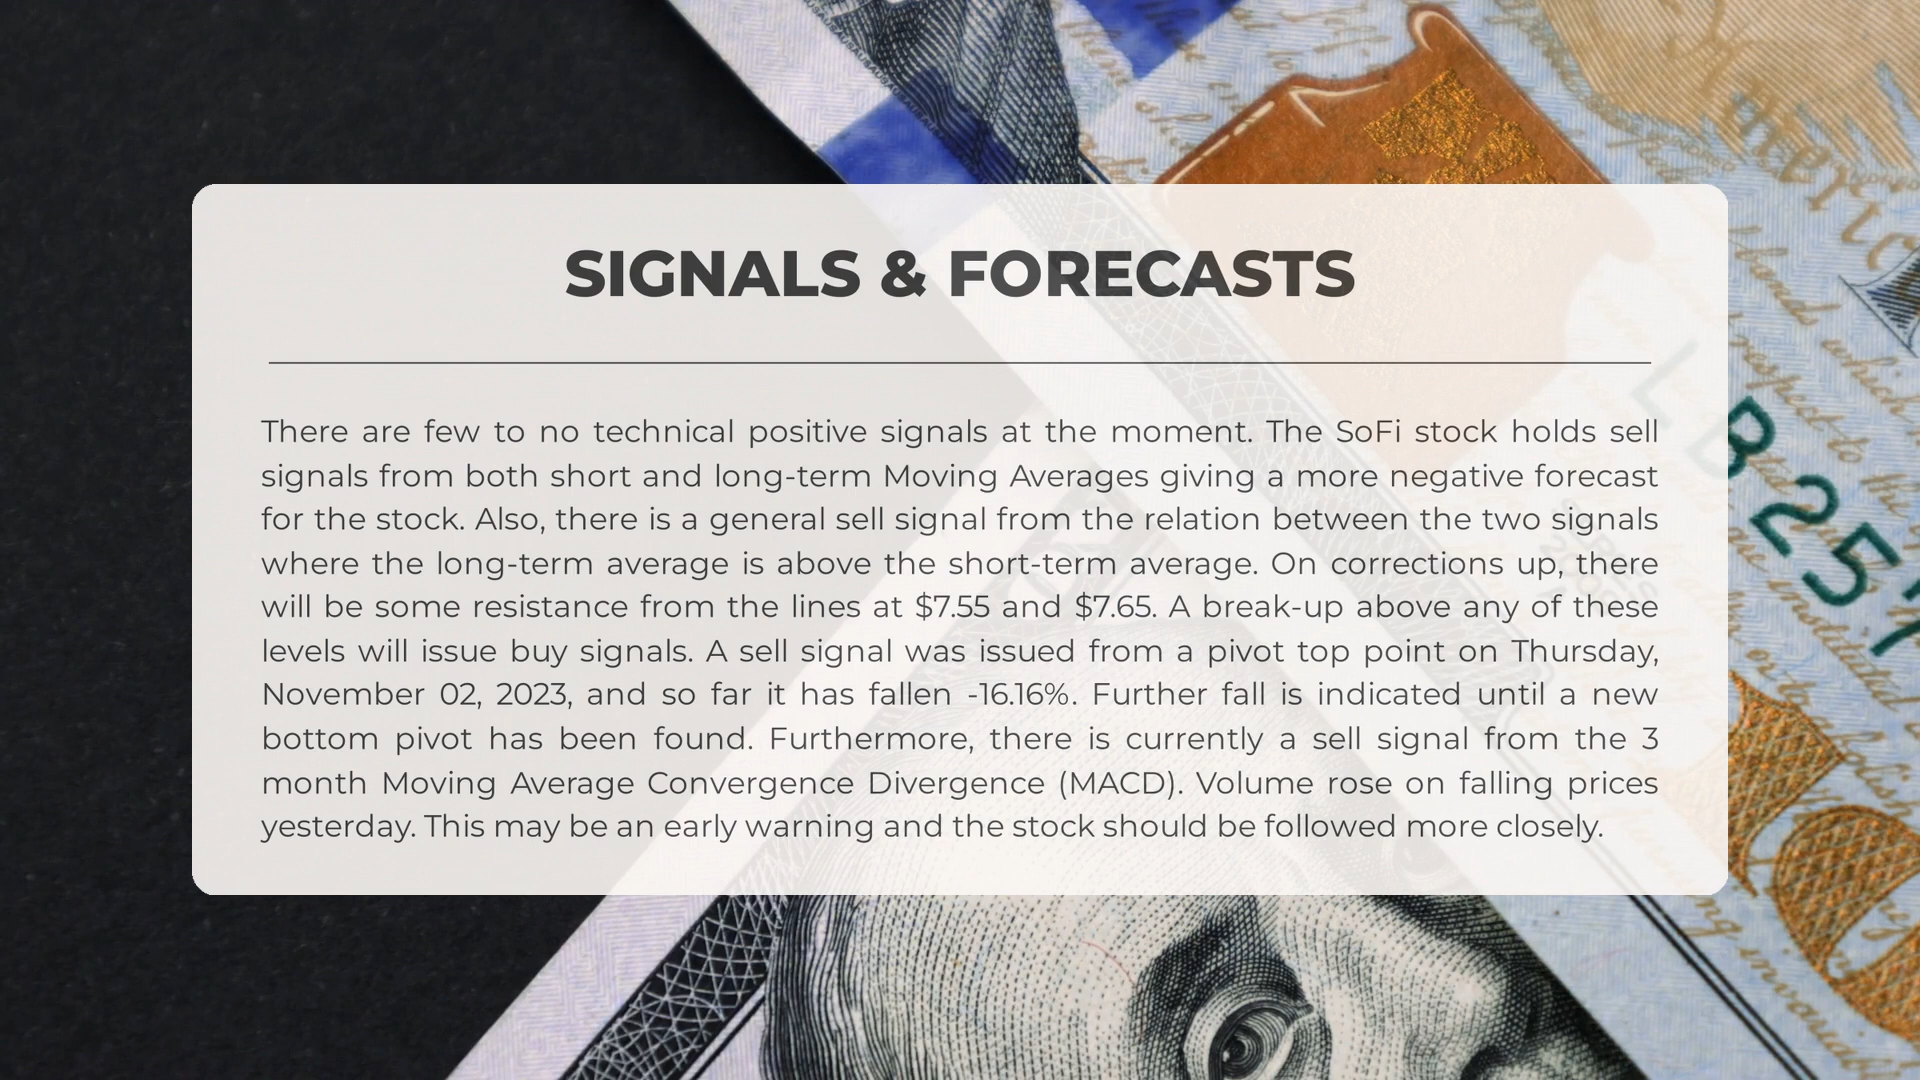 SIGNALS & FORECASTS
There are few to no technical positive signals at the moment. The SoFi stock holds sell
signals from both short and long-term Moving Averages giving a more negative forecast
for the stock. Also, there is a general sell signal from the relation between the two signals
where the long-term average is above the short-term average. On corrections up, there
will be some resistance from the lines at $7.55 and $7.65. A break-up above any of these
levels will issue buy signals. A sell signal was issued from a pivot top point on Thursday,
November 02, 2023, and so far it has fallen -16.16%. Further fall is indicated until a new
bottom pivot has been found. Furthermore, there is currently a sell signal from the 3
month Moving Average Convergence Divergence (MACD). Volume rose on falling prices
yesterday. This may be an early warning and the stock should be followed more closely.
LB25